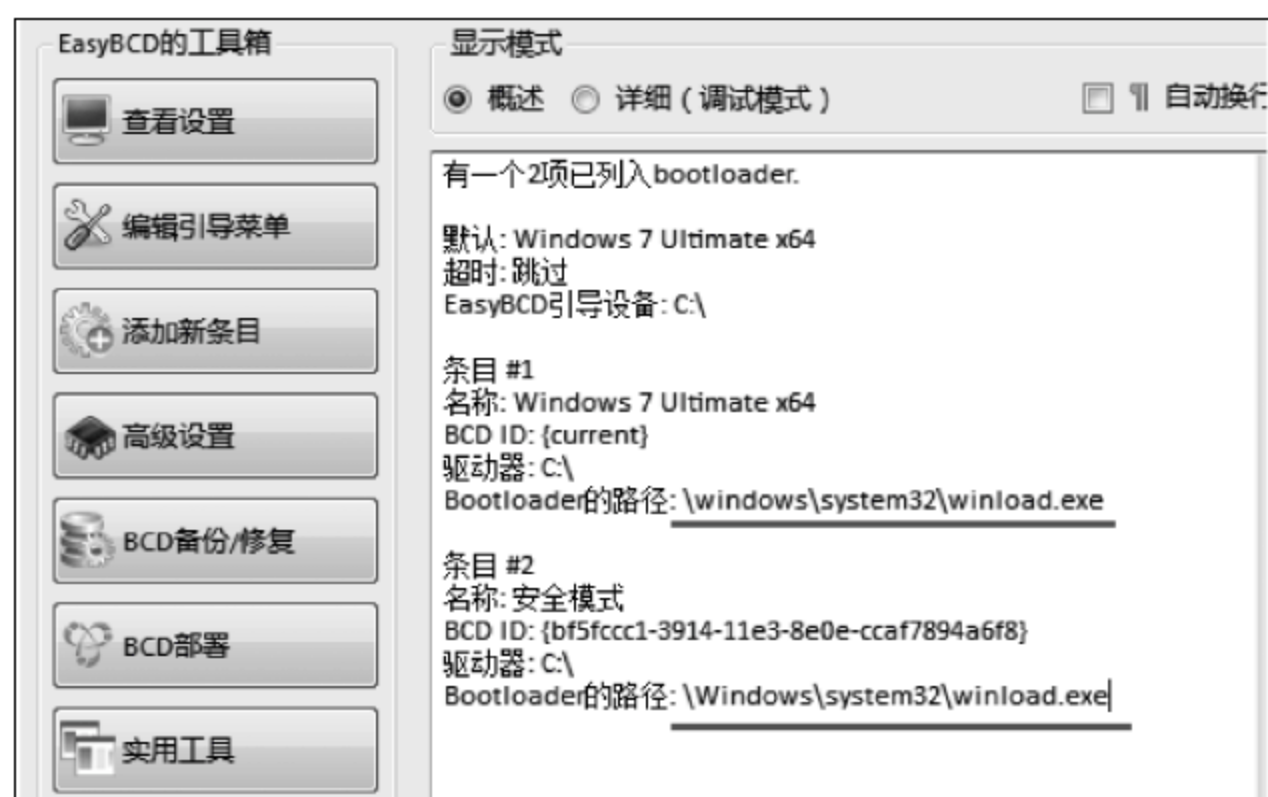 EasyBCD的工具箱
查看设置
编辑引导菜单
添加新条目
高级设置
BCD备份/修复
BCD部署
实用工具
显示模式
概述 详细(调试模式) ¶ 自动换行
有一个2项已列入bootloader.
默认: Windows 7 Ultimate x64
超时: 跳过
EasyBCD引导设备: C:\
条目 #1
名称: Windows 7 Ultimate x64
BCD ID: {current}
驱动器: C:\
Bootloader的路径: \windows\system32\winload.exe
条目 #2
名称: 安全模式
BCD ID: {bf5fccc1-3914-11e3-8e0e-ccaf7894a6f8}
驱动器: C:\
Bootloader的路径: \Windows\system32\winload.exe